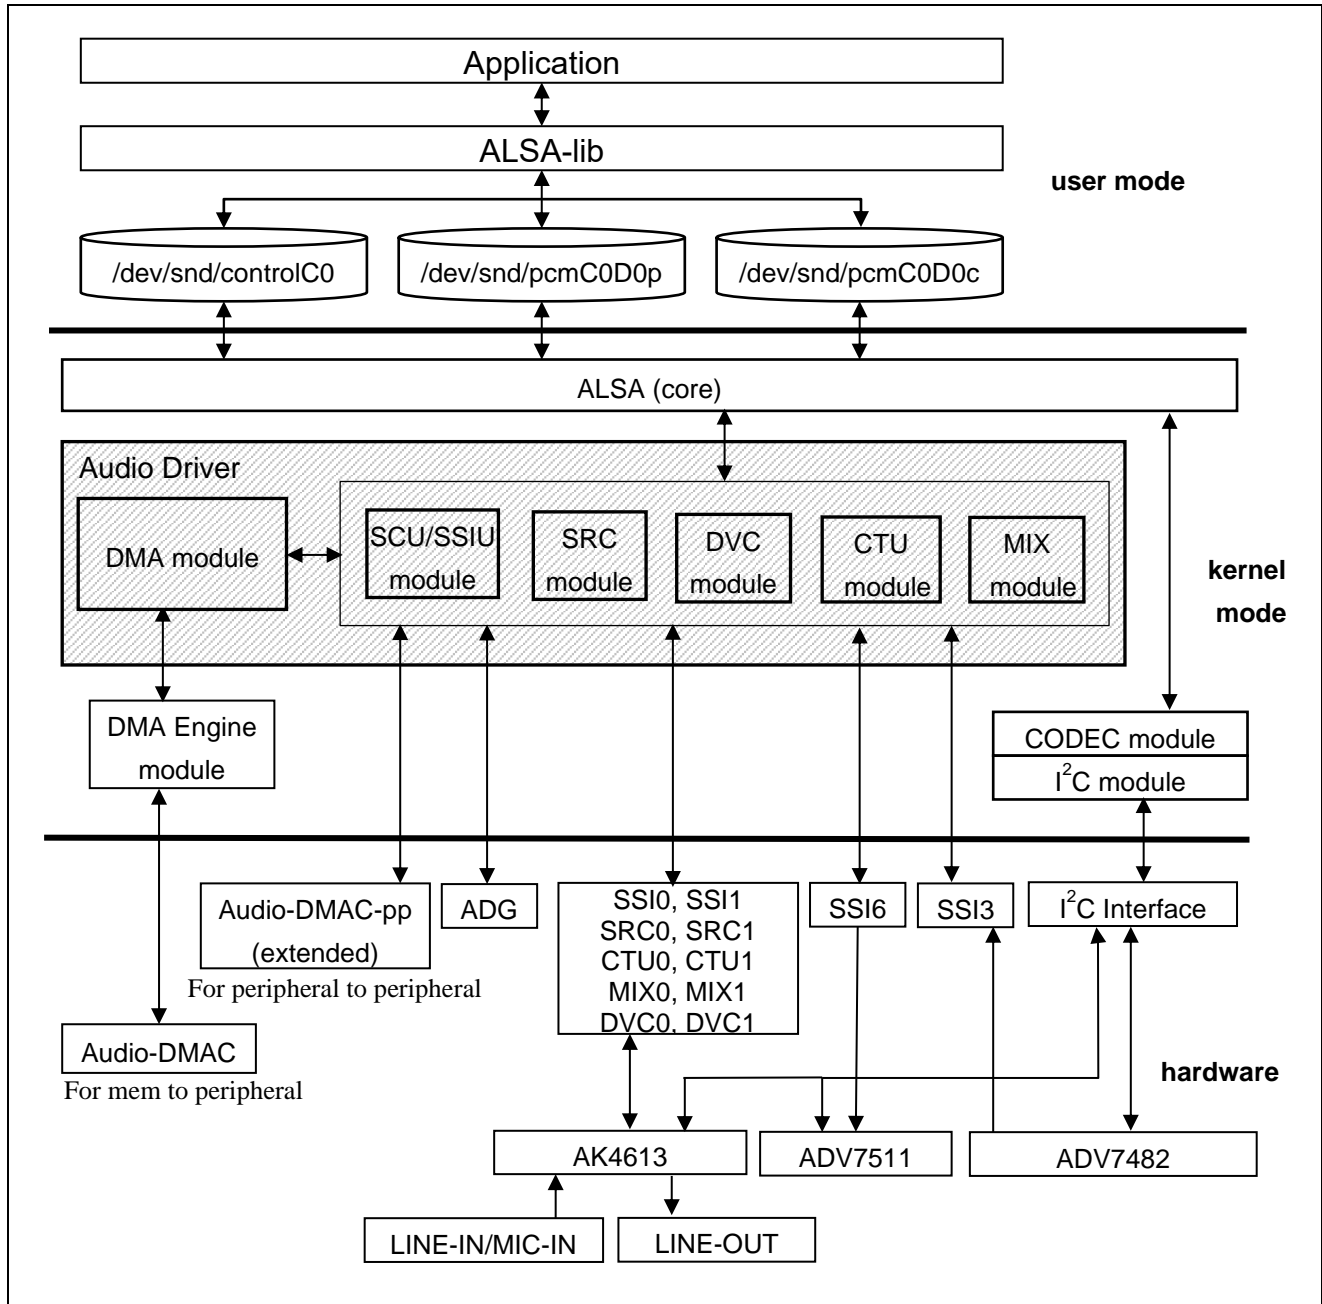 Application
ALSA-lib
user mode
/dev/snd/controlC0
/dev/snd/pcmC0D0p
/dev/snd/pcmC0D0c
ALSA (core)
Audio Driver
DMA module
SCU/SSIU
module
SRC
module
DVC
module
CTU
module
MIX
module
kernel
mode
DMA Engine
module
CODEC module
I²C module
Audio-DMAC-pp
(extended)
For peripheral to peripheral
ADG
SSI0, SSI1
SRC0, SRC1
CTU0, CTU1
MIX0, MIX1
DVC0, DVC1
SSI6
SSI3
I²C Interface
Audio-DMAC
For mem to peripheral
hardware
AK4613
ADV7511
ADV7482
LINE-IN/MIC-IN
LINE-OUT